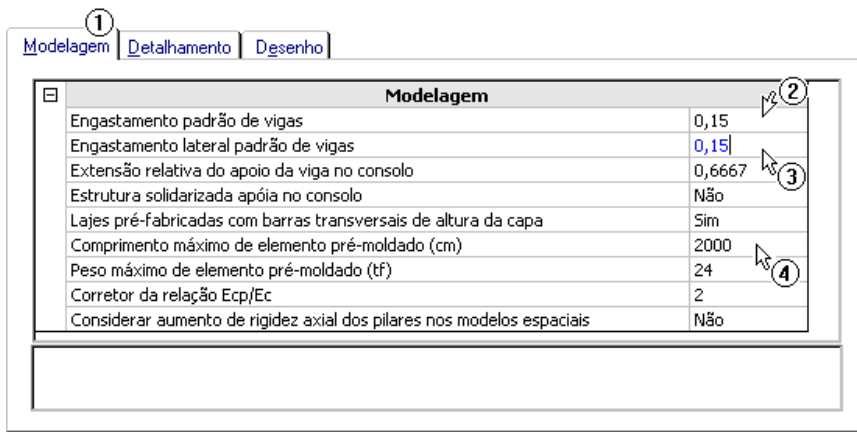 1
Modelagem Detalhamento Desenho
Modelagem
2
Engastamento padrão de vigas 0,15
Engastamento lateral padrão de vigas 0,15
Extensão relativa do apoio da viga no consolo 0,6667
3
Estrutura solidarizada apóia no consolo Não
Lajes pré-fabricadas com barras transversais de altura da capa Sim
Comprimento máximo de elemento pré-moldado (cm) 2000
Peso máximo de elemento pré-moldado (tf) 24
4
Corretor da relação Ecp/Ec 2
Considerar aumento de rigidez axial dos pilares nos modelos espaciais Não